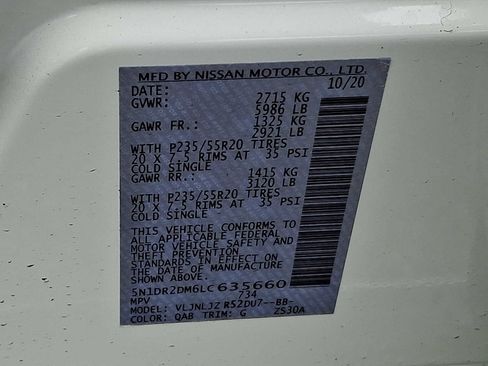 MFD BY NISSAN MOTOR CO., LTD.
DATE: 10/20
GVWR: 2715 KG
5986 LB
GAWR FR.: 1325 KG
2921 LB
WITH P235/55R20 TIRES
20 X 7.5 RIMS AT 35 PSI
COLD SINGLE
GAWR RR.: 1415 KG
3120 LB
WITH P235/55R20 TIRES
20 X 7.5 RIMS AT 35 PSI
COLD SINGLE
THIS VEHICLE CONFORMS TO
ALL APPLICABLE FEDERAL
MOTOR VEHICLE SAFETY AND
THEFT PREVENTION
STANDARDS IN EFFECT ON
THE DATE OF MANUFACTURE
SHOWN ABOVE.
5N1DR2DM6LC635660
MPV 734
MODEL: VLJNLJZ R52DU7--BB-
COLOR: QAB TRIM: G ZS30A